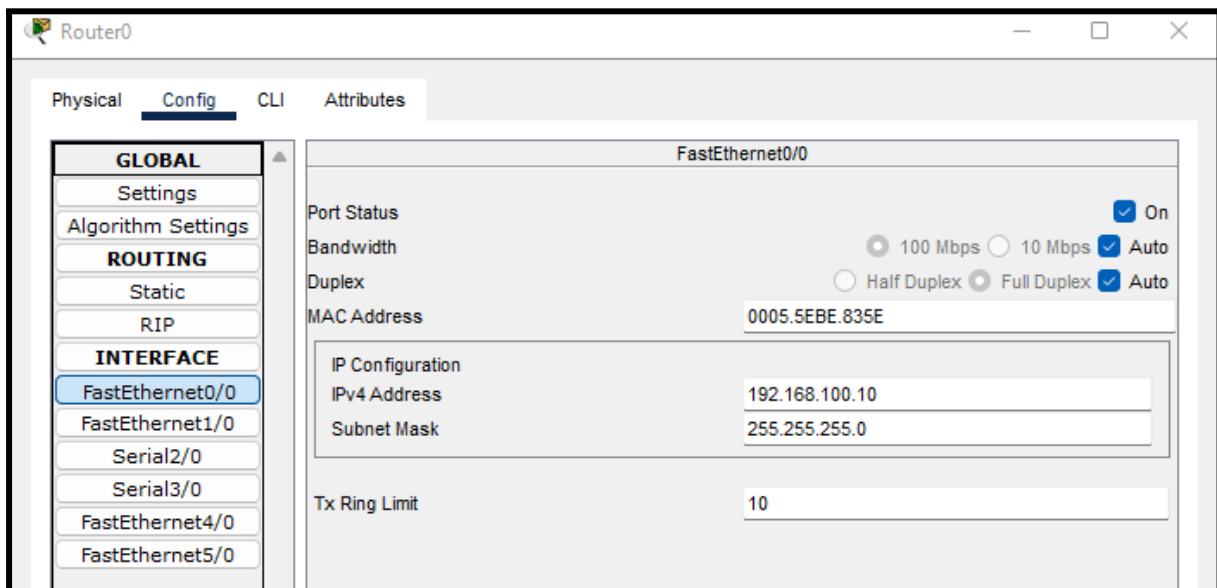 Router0
Physical Config CLI Attributes
GLOBAL
Settings
Algorithm Settings
ROUTING
Static
RIP
INTERFACE
FastEthernet0/0
FastEthernet1/0
Serial2/0
Serial3/0
FastEthernet4/0
FastEthernet5/0
FastEthernet0/0
Port Status On
Bandwidth 100 Mbps 10 Mbps Auto
Duplex Half Duplex Full Duplex Auto
MAC Address 0005.5EBE.835E
IP Configuration
IPv4 Address 192.168.100.10
Subnet Mask 255.255.255.0
Tx Ring Limit 10